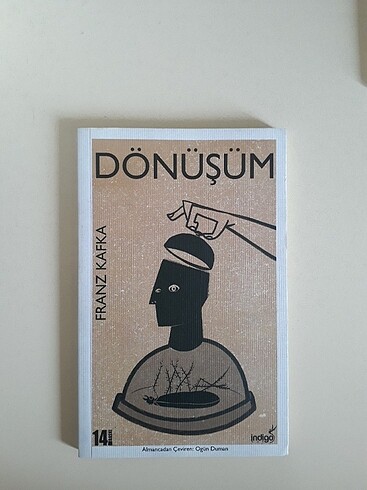 DÖNÜŞÜM
FRANZ KAFKA
14
indigo
Almancadan Çeviren: Ogün Duman